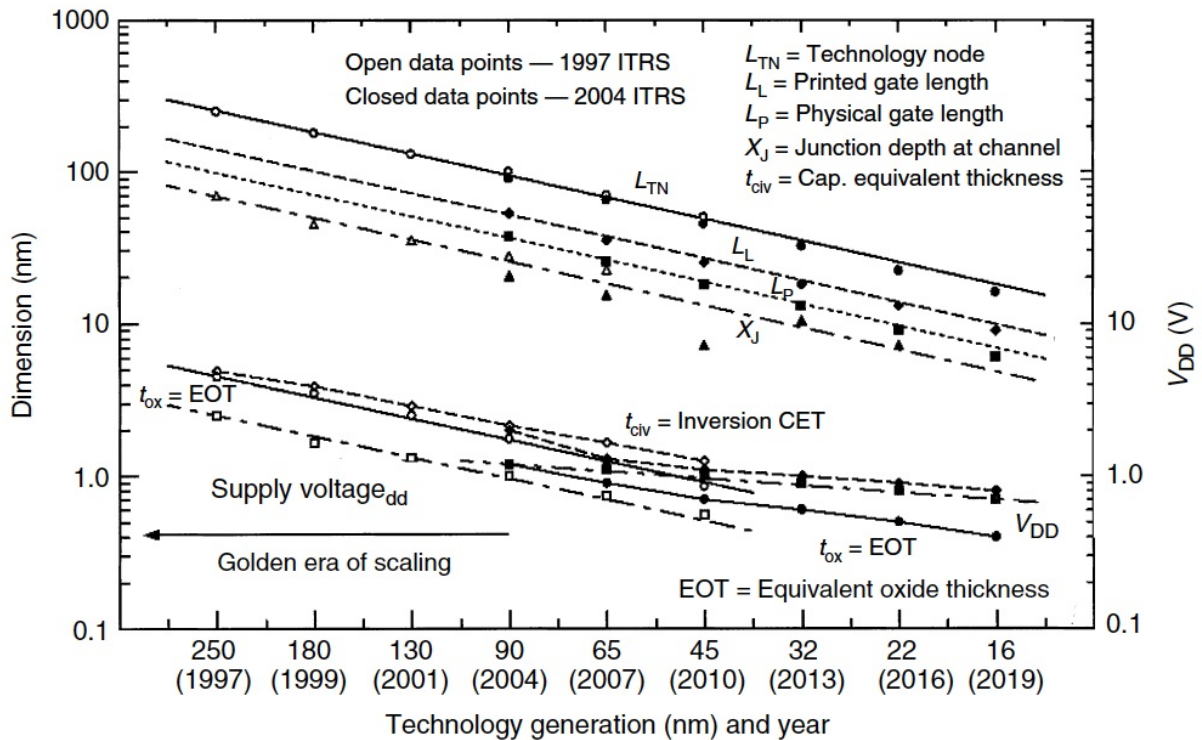 1000
100
10
1.0
0.1
Dimension (nm)
Open data points — 1997 ITRS
Closed data points — 2004 ITRS
L_TN = Technology node
L_L = Printed gate length
L_P = Physical gate length
X_J = Junction depth at channel
t_civ = Cap. equivalent thickness
L_TN
L_L
L_P
X_J
t_ox = EOT
t_civ = Inversion CET
Supply voltage_dd
Golden era of scaling
V_DD
t_ox = EOT
EOT = Equivalent oxide thickness
10
1.0
0.1
V_DD (V)
250 180 130 90 65 45 32 22 16
(1997) (1999) (2001) (2004) (2007) (2010) (2013) (2016) (2019)
Technology generation (nm) and year